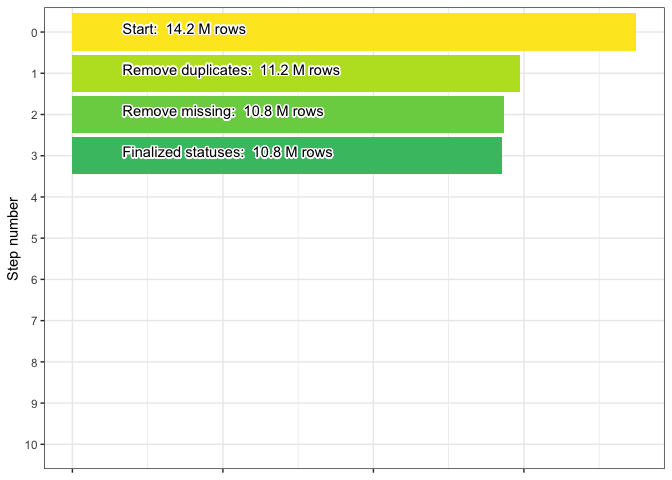 0
Start:  14.2 M rows
1
Remove duplicates:  11.2 M rows
2
Remove missing:  10.8 M rows
3
Finalized statuses:  10.8 M rows
4
5
6
7
8
9
10
Step number